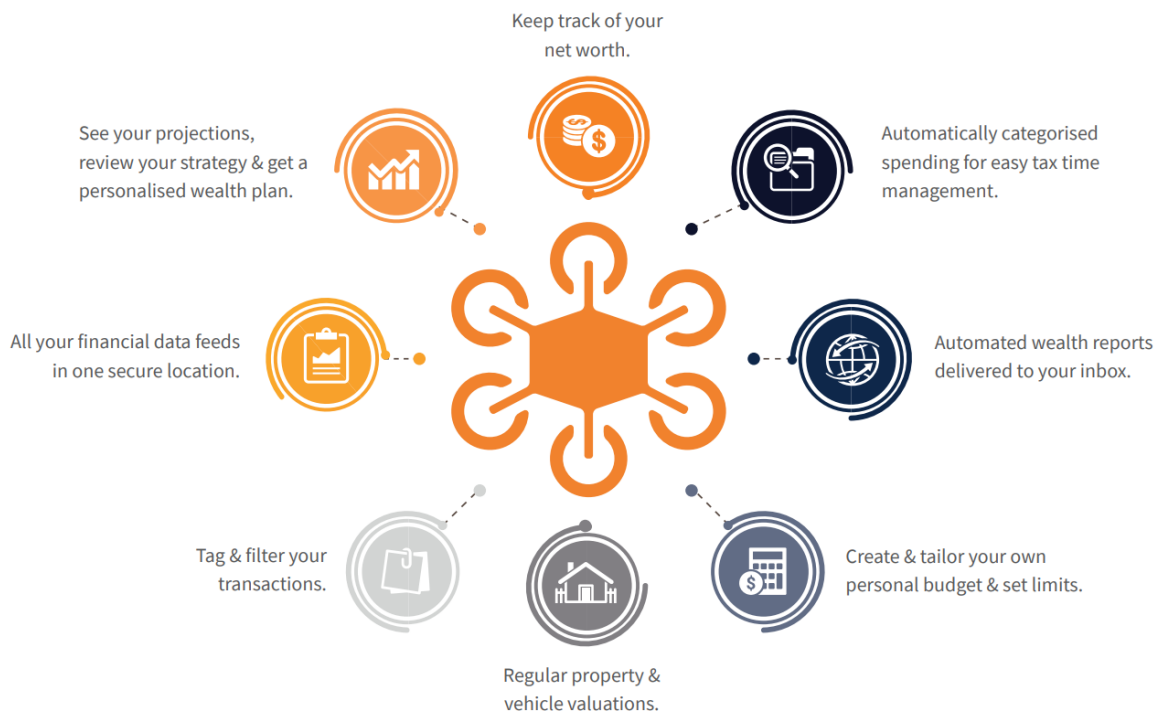 Keep track of your
net worth.
See your projections,
review your strategy & get a
personalised wealth plan.
Automatically categorised
spending for easy tax time
management.
All your financial data feeds
in one secure location.
Automated wealth reports
delivered to your inbox.
Tag & filter your
transactions.
Create & tailor your own
personal budget & set limits.
Regular property &
vehicle valuations.